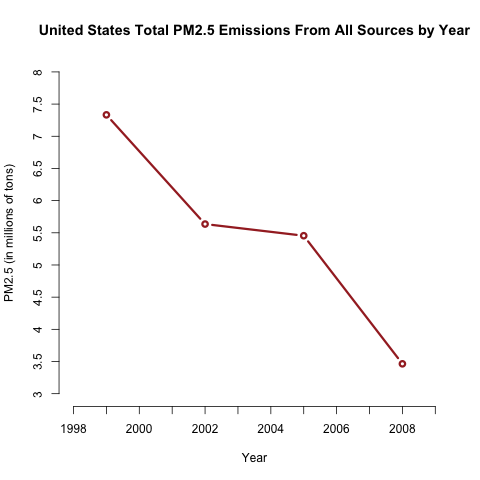 United States Total PM2.5 Emissions From All Sources by Year
PM2.5 (in millions of tons)
8
7.5
7
6.5
6
5.5
5
4.5
4
3.5
3
1998 2000 2002 2004 2006 2008
Year